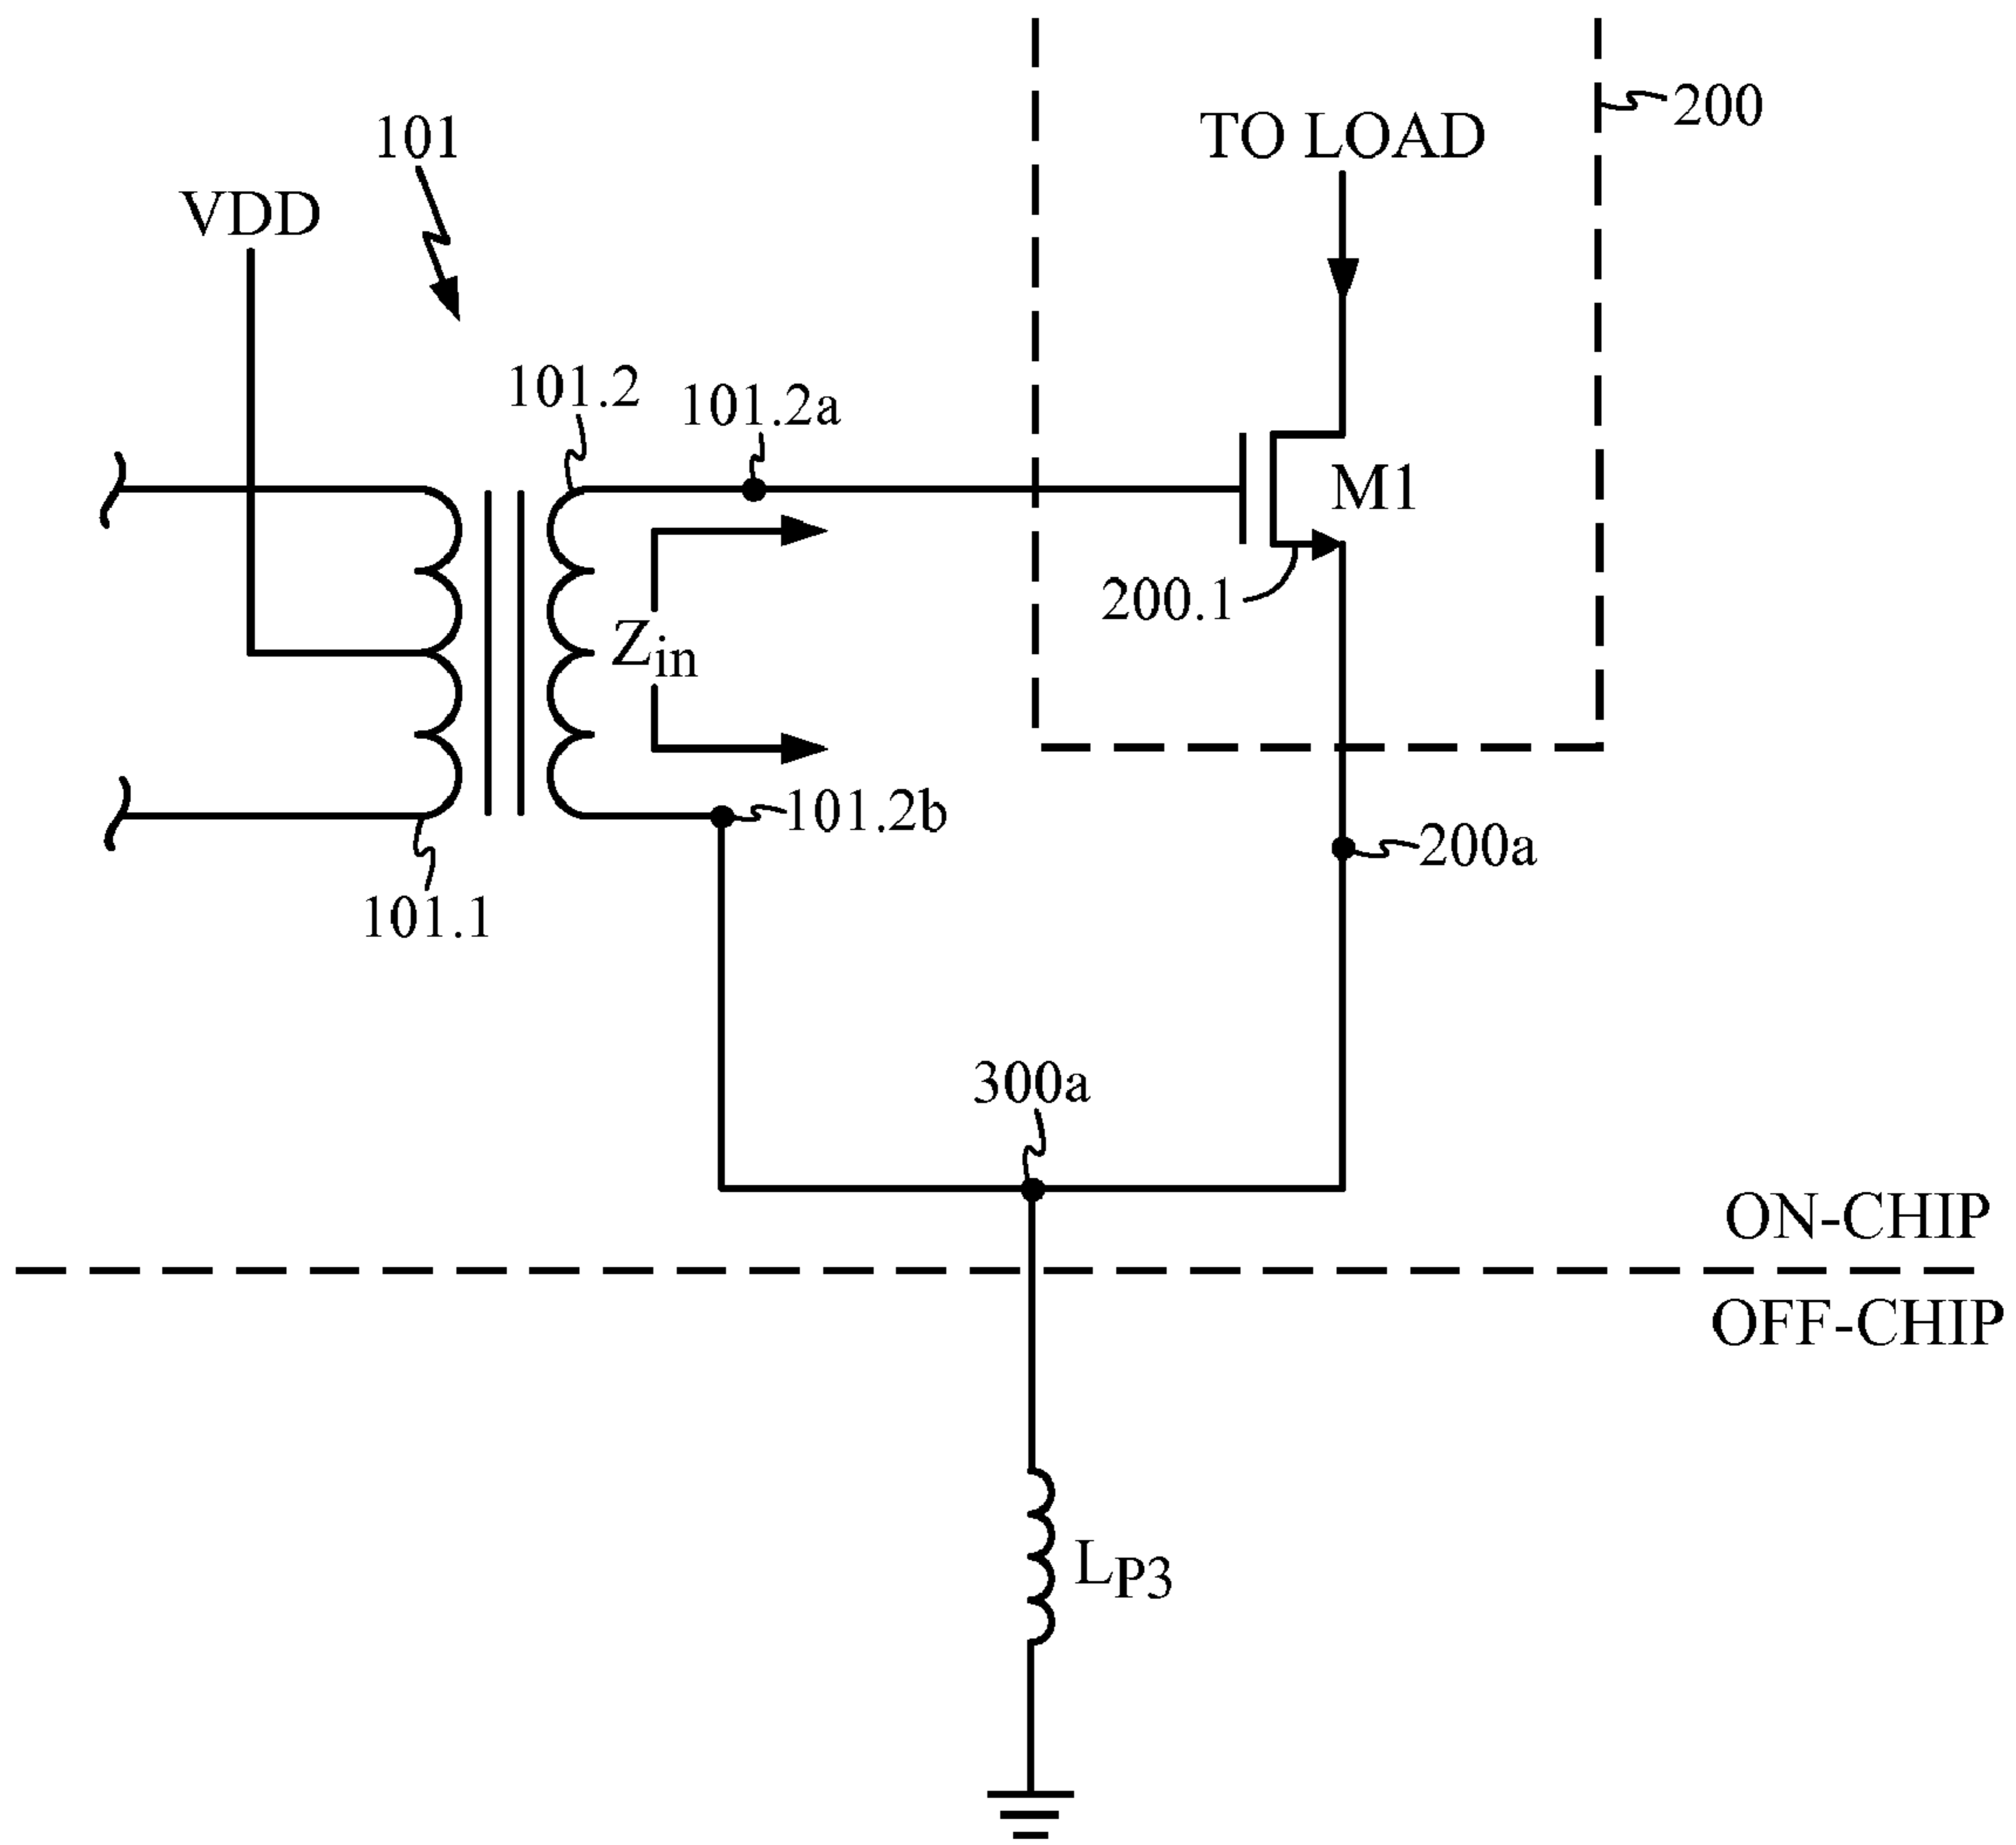 200
TO LOAD
101
VDD
101.2
101.2a
M1
200.1
Zin
101.2b
200a
101.1
300a
ON-CHIP
OFF-CHIP
LP3